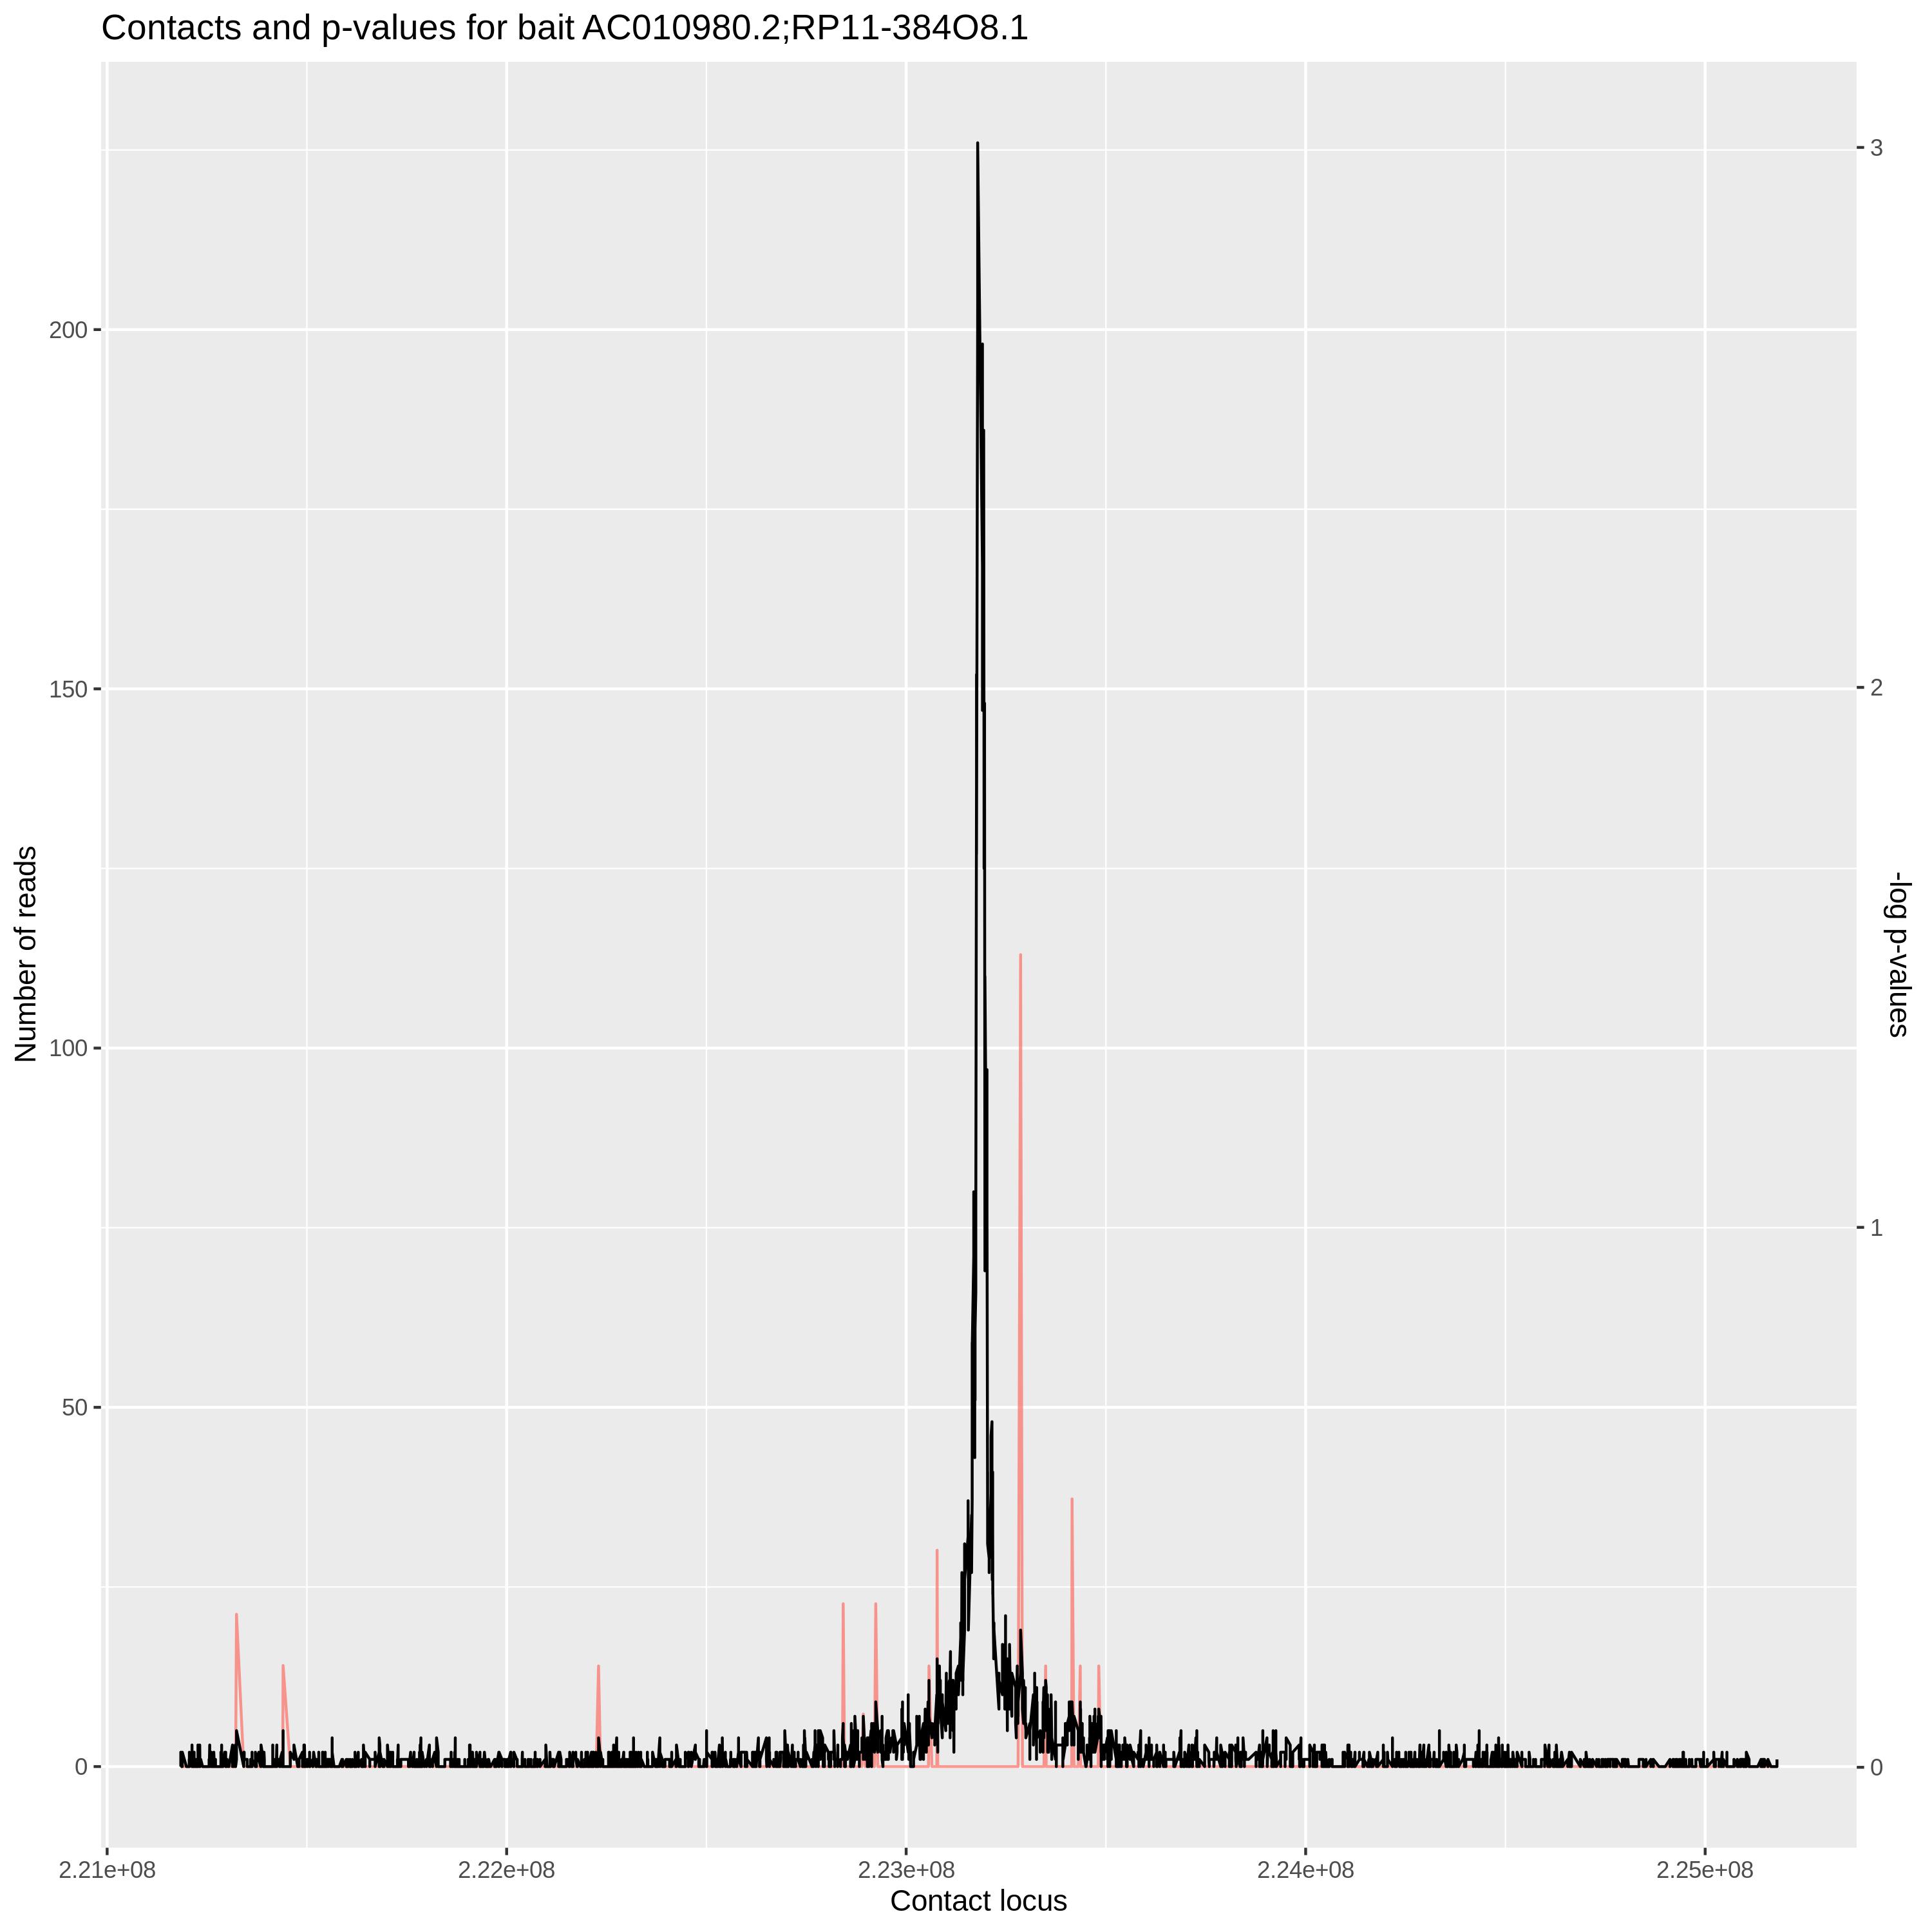 Contacts and p-values for bait AC010980.2;RP11-384O8.1
Number of reads
200
150
100
50
0
3
2
1
0
-log p-values
2.21e+08
2.22e+08
2.23e+08
2.24e+08
2.25e+08
Contact locus